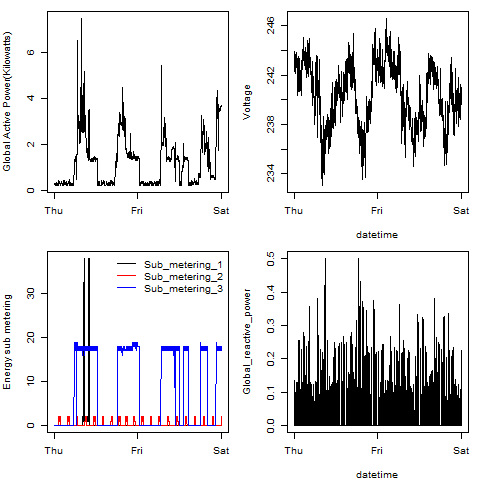 Global Active Power(Kilowatts)
0 2 4 6
Thu Fri Sat
Voltage
234 238 242 246
Thu Fri Sat
datetime
Energy sub metering
0 10 20 30
Sub_metering_1
Sub_metering_2
Sub_metering_3
Thu Fri Sat
Global_reactive_power
0.0 0.1 0.2 0.3 0.4 0.5
Thu Fri Sat
datetime